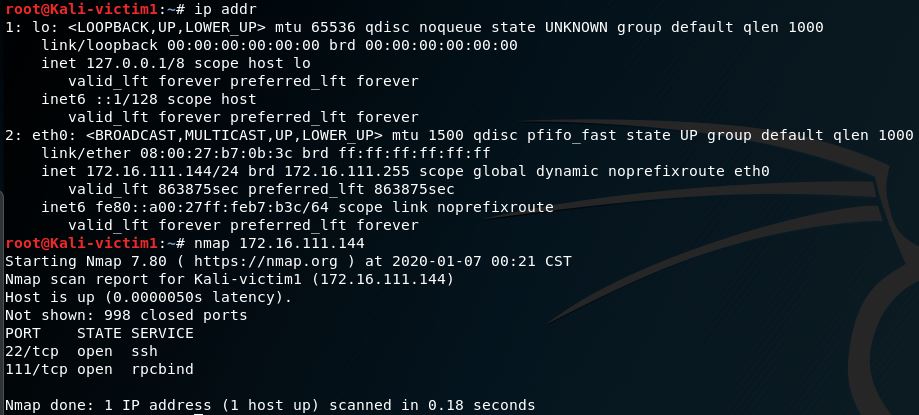 root@Kali-victim1:~# ip addr
1: lo: <LOOPBACK,UP,LOWER_UP> mtu 65536 qdisc noqueue state UNKNOWN group default qlen 1000
    link/loopback 00:00:00:00:00:00 brd 00:00:00:00:00:00
    inet 127.0.0.1/8 scope host lo
       valid_lft forever preferred_lft forever
    inet6 ::1/128 scope host
       valid_lft forever preferred_lft forever
2: eth0: <BROADCAST,MULTICAST,UP,LOWER_UP> mtu 1500 qdisc pfifo_fast state UP group default qlen 1000
    link/ether 08:00:27:b7:0b:3c brd ff:ff:ff:ff:ff:ff
    inet 172.16.111.144/24 brd 172.16.111.255 scope global dynamic noprefixroute eth0
       valid_lft 863875sec preferred_lft 863875sec
    inet6 fe80::a00:27ff:feb7:b3c/64 scope link noprefixroute
       valid_lft forever preferred_lft forever
root@Kali-victim1:~# nmap 172.16.111.144
Starting Nmap 7.80 ( https://nmap.org ) at 2020-01-07 00:21 CST
Nmap scan report for Kali-victim1 (172.16.111.144)
Host is up (0.0000050s latency).
Not shown: 998 closed ports
PORT    STATE SERVICE
22/tcp  open  ssh
111/tcp open  rpcbind

Nmap done: 1 IP address (1 host up) scanned in 0.18 seconds